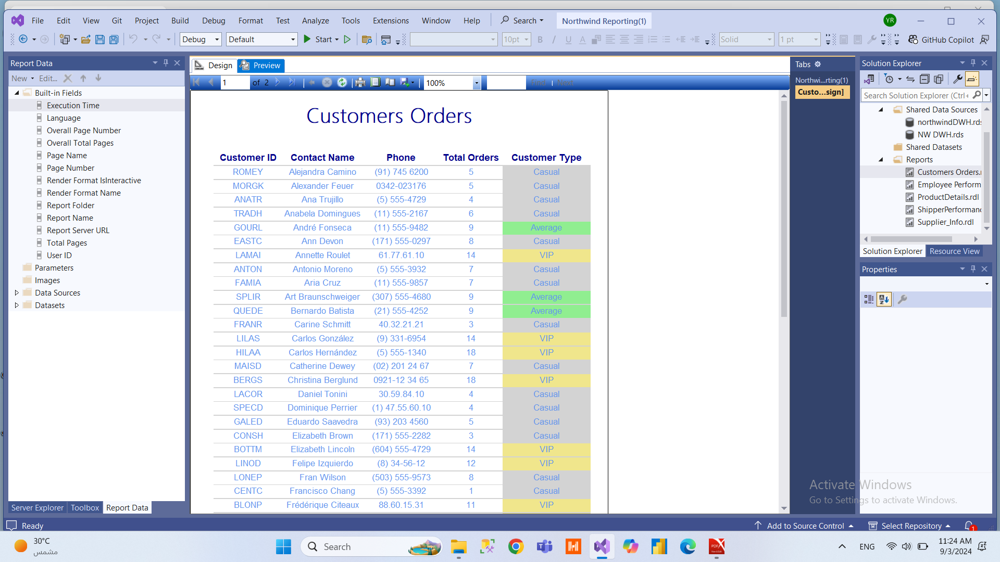 File Edit View Git Project Build Debug Format Test Analyze Tools Extensions Window Help Search Northwind Reporting(1) YR
Debug Default Start 10pt B I U A Solid 1 pt GitHub Copilot
Report Data
New Edit...
Built-in Fields
Execution Time
Language
Overall Page Number
Overall Total Pages
Page Name
Page Number
Render Format IsInteractive
Render Format Name
Report Folder
Report Name
Report Server URL
Total Pages
User ID
Parameters
Images
Data Sources
Datasets
Server Explorer Toolbox Report Data
Design Preview
1 of 2 100% Find | Next
Customers Orders
Customer ID Contact Name Phone Total Orders Customer Type
ROMEY Alejandra Camino (91) 745 6200 5 Casual
MORGK Alexander Feuer 0342-023176 5 Casual
ANATR Ana Trujillo (5) 555-4729 4 Casual
TRADH Anabela Domingues (11) 555-2167 6 Casual
GOURL André Fonseca (11) 555-9482 9 Average
EASTC Ann Devon (171) 555-0297 8 Casual
LAMAI Annette Roulet 61.77.61.10 14 VIP
ANTON Antonio Moreno (5) 555-3932 7 Casual
FAMIA Aria Cruz (11) 555-9857 7 Casual
SPLIR Art Braunschweiger (307) 555-4680 9 Average
QUEDE Bernardo Batista (21) 555-4252 9 Average
FRANR Carine Schmitt 40.32.21.21 3 Casual
LILAS Carlos González (9) 331-6954 14 VIP
HILAA Carlos Hernández (5) 555-1340 18 VIP
MAISD Catherine Dewey (02) 201 24 67 7 Casual
BERGS Christina Berglund 0921-12 34 65 18 VIP
LACOR Daniel Tonini 30.59.84.10 4 Casual
SPECD Dominique Perrier (1) 47.55.60.10 4 Casual
GALED Eduardo Saavedra (93) 203 4560 5 Casual
CONSH Elizabeth Brown (171) 555-2282 3 Casual
BOTTM Elizabeth Lincoln (604) 555-4729 14 VIP
LINOD Felipe Izquierdo (8) 34-56-12 12 VIP
LONEP Fran Wilson (503) 555-9573 8 Casual
CENTC Francisco Chang (5) 555-3392 1 Casual
BLONP Frédérique Citeaux 88.60.15.31 11 VIP
Tabs
Northwi...rting(1)
Custo...sign]
Solution Explorer
Search Solution Explorer (Ctrl+
Shared Data Sources
northwindDWH.rds
NW DWH.rds
Shared Datasets
Reports
Customers Orders.r
Employee Perform
ProductDetails.rdl
ShipperPerformanc
Supplier_Info.rdl
Solution Explorer Resource View
Properties
Activate Windows
Go to Settings to activate Windows.
Ready Add to Source Control Select Repository 1
30°C
مشمس
Search
ENG
11:24 AM
9/3/2024